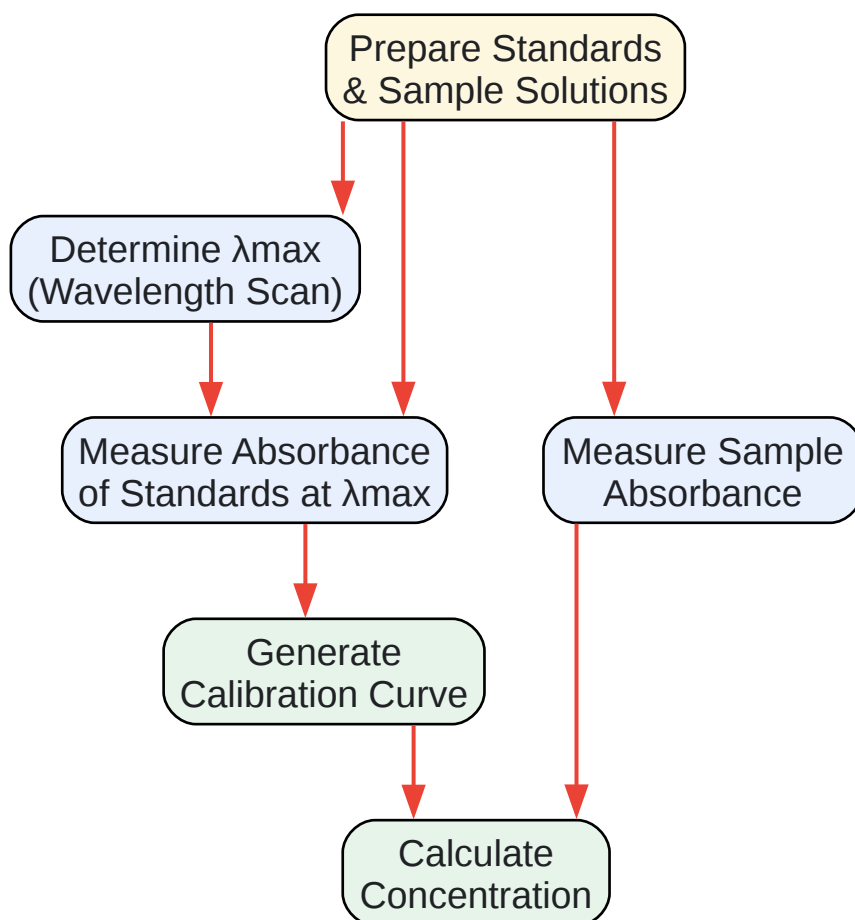 Prepare Standards
& Sample Solutions
Determine λmax
(Wavelength Scan)
Measure Absorbance
of Standards at λmax
Measure Sample
Absorbance
Generate
Calibration Curve
Calculate
Concentration